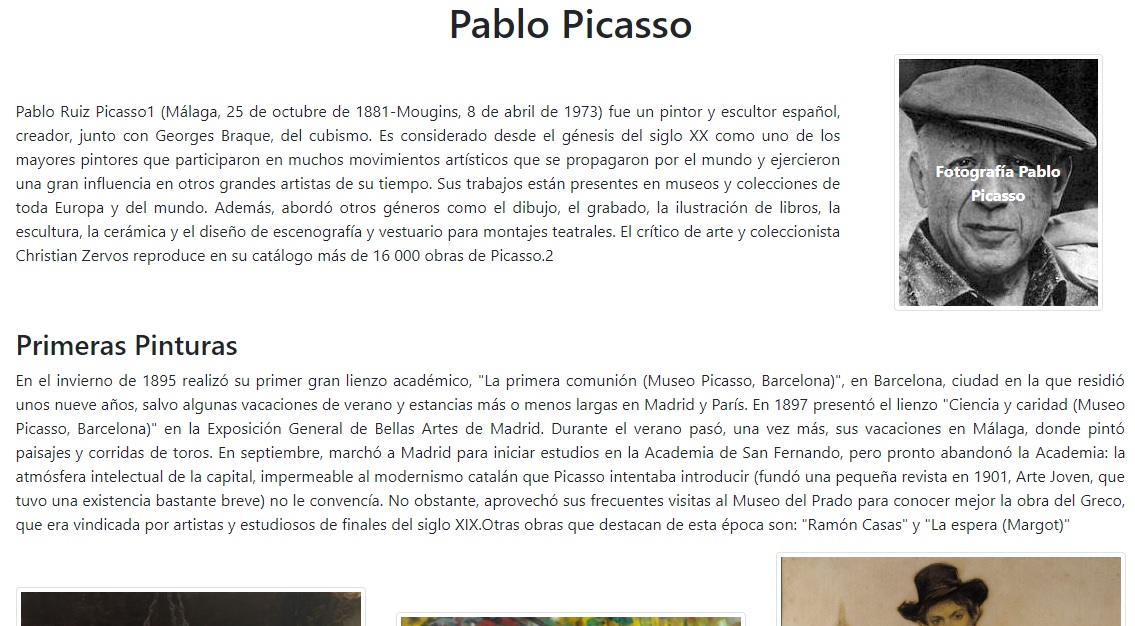 Pablo Picasso
Pablo Ruiz Picasso1 (Málaga, 25 de octubre de 1881-Mougins, 8 de abril de 1973) fue un pintor y escultor español,
creador, junto con Georges Braque, del cubismo. Es considerado desde el génesis del siglo XX como uno de los
mayores pintores que participaron en muchos movimientos artísticos que se propagaron por el mundo y ejercieron
una gran influencia en otros grandes artistas de su tiempo. Sus trabajos están presentes en museos y colecciones de
toda Europa y del mundo. Además, abordó otros géneros como el dibujo, el grabado, la ilustración de libros, la
escultura, la cerámica y el diseño de escenografía y vestuario para montajes teatrales. El crítico de arte y coleccionista
Christian Zervos reproduce en su catálogo más de 16 000 obras de Picasso.2
Fotografía Pablo
Picasso
Primeras Pinturas
En el invierno de 1895 realizó su primer gran lienzo académico, "La primera comunión (Museo Picasso, Barcelona)", en Barcelona, ciudad en la que residió
unos nueve años, salvo algunas vacaciones de verano y estancias más o menos largas en Madrid y París. En 1897 presentó el lienzo "Ciencia y caridad (Museo
Picasso, Barcelona)" en la Exposición General de Bellas Artes de Madrid. Durante el verano pasó, una vez más, sus vacaciones en Málaga, donde pintó
paisajes y corridas de toros. En septiembre, marchó a Madrid para iniciar estudios en la Academia de San Fernando, pero pronto abandonó la Academia: la
atmósfera intelectual de la capital, impermeable al modernismo catalán que Picasso intentaba introducir (fundó una pequeña revista en 1901, Arte Joven, que
tuvo una existencia bastante breve) no le convencía. No obstante, aprovechó sus frecuentes visitas al Museo del Prado para conocer mejor la obra del Greco,
que era vindicada por artistas y estudiosos de finales del siglo XIX.Otras obras que destacan de esta época son: "Ramón Casas" y "La espera (Margot)"